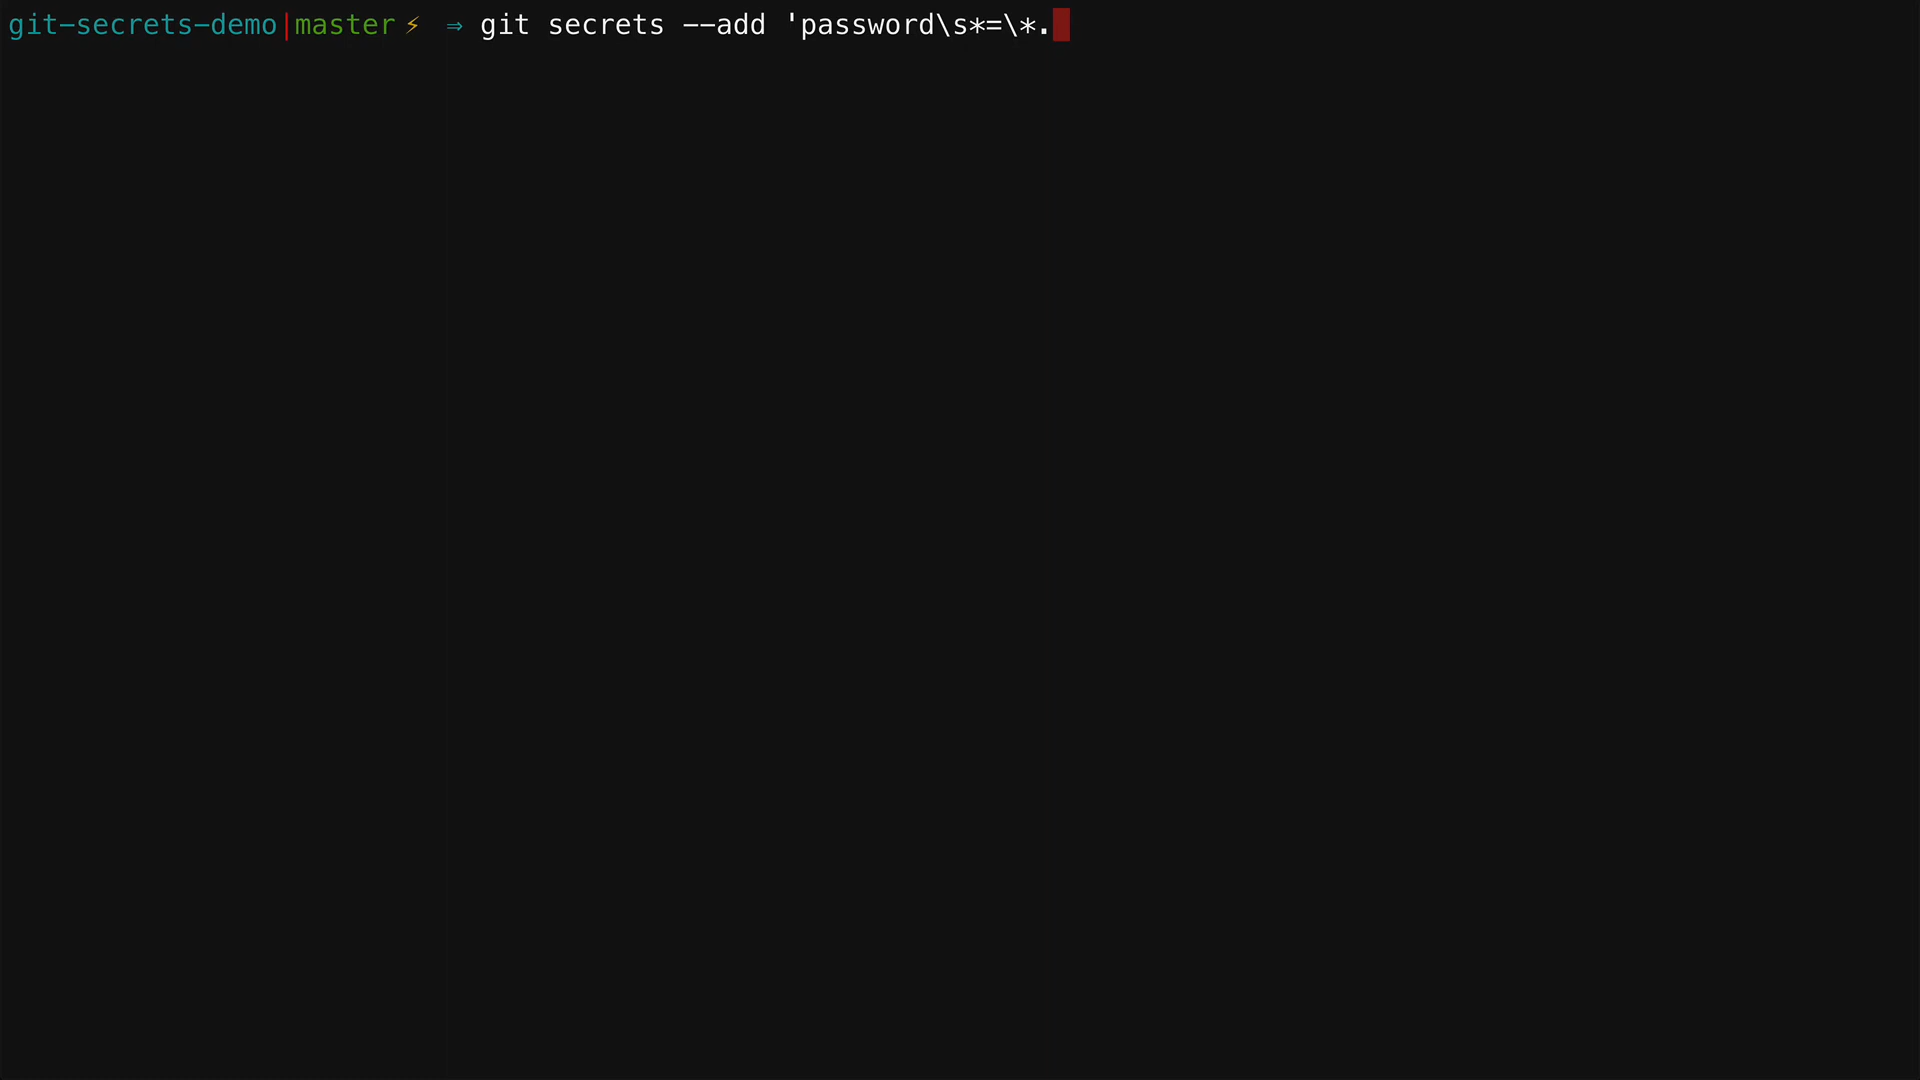 git-secrets-demo|master ⚡ ⇒ git secrets --add 'password\s*=\*.